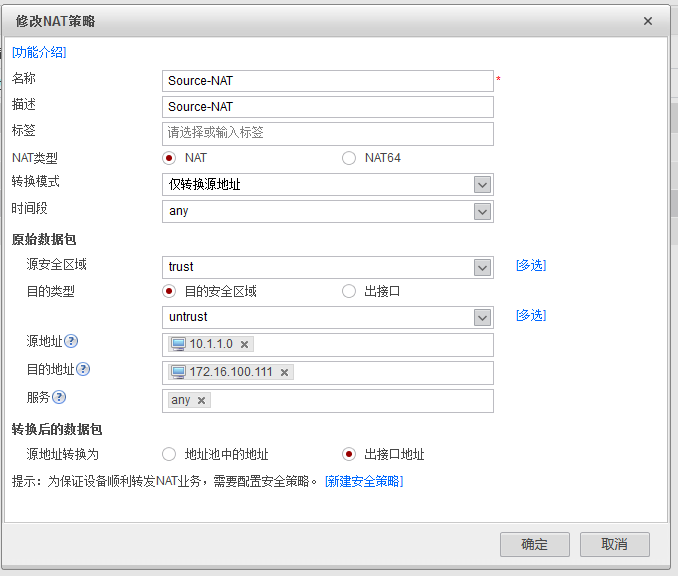 修改NAT策略
[功能介绍]
名称 Source-NAT *
描述 Source-NAT
标签 请选择或输入标签
NAT类型 NAT NAT64
转换模式 仅转换源地址
时间段 any
原始数据包
源安全区域 trust [多选]
目的类型 目的安全区域 出接口
untrust [多选]
源地址 10.1.1.0
目的地址 172.16.100.111
服务 any
转换后的数据包
源地址转换为 地址池中的地址 出接口地址
提示：为保证设备顺利转发NAT业务，需要配置安全策略。 [新建安全策略]
确定 取消